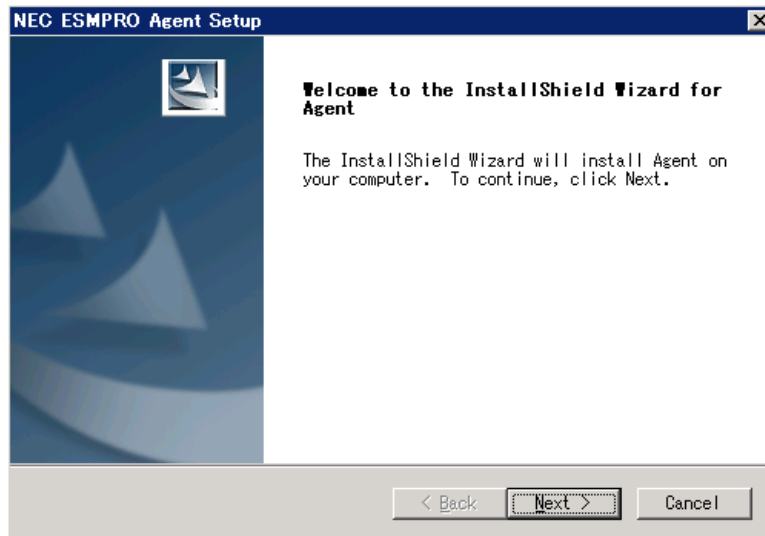 NEC ESMPRO Agent Setup
Welcome to the InstallShield Wizard for
Agent
The InstallShield Wizard will install Agent on
your computer.  To continue, click Next.
< Back
Next >
Cancel